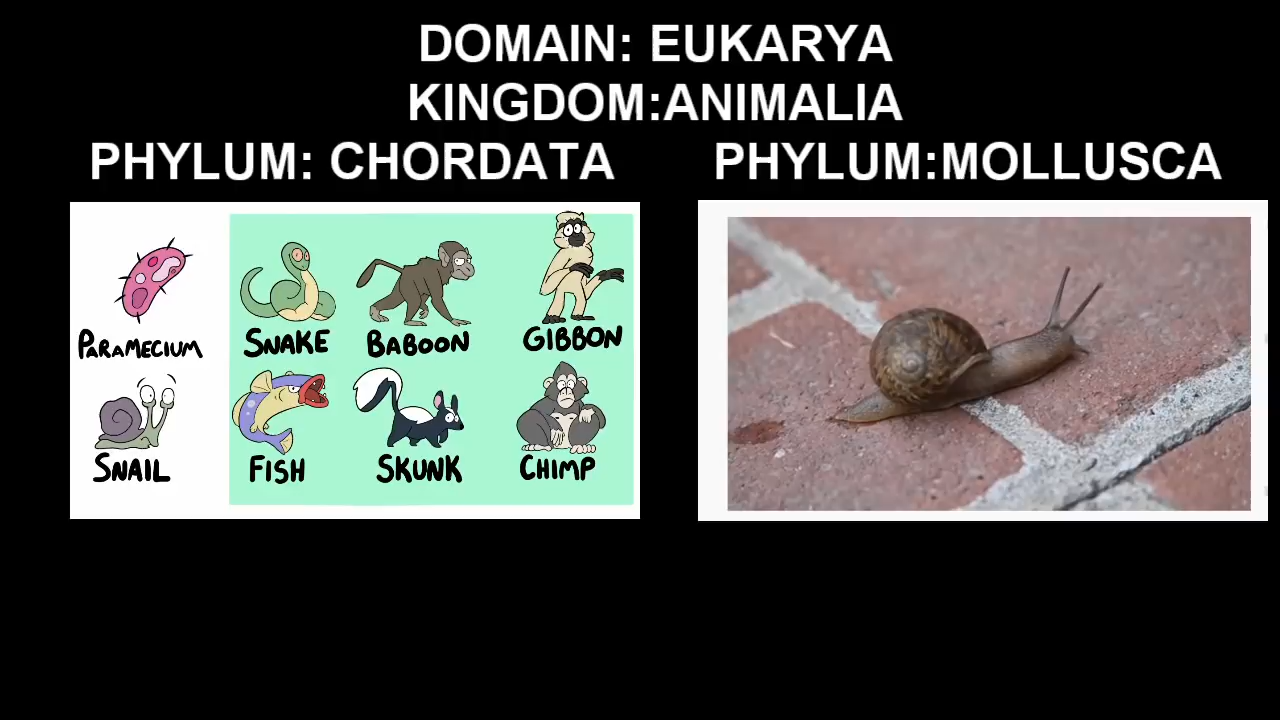 DOMAIN: EUKARYA
KINGDOM:ANIMALIA
PHYLUM: CHORDATA
PHYLUM:MOLLUSCA
PARAMECIUM
SNAKE
BABOON
GIBBON
SNAIL
FISH
SKUNK
CHIMP